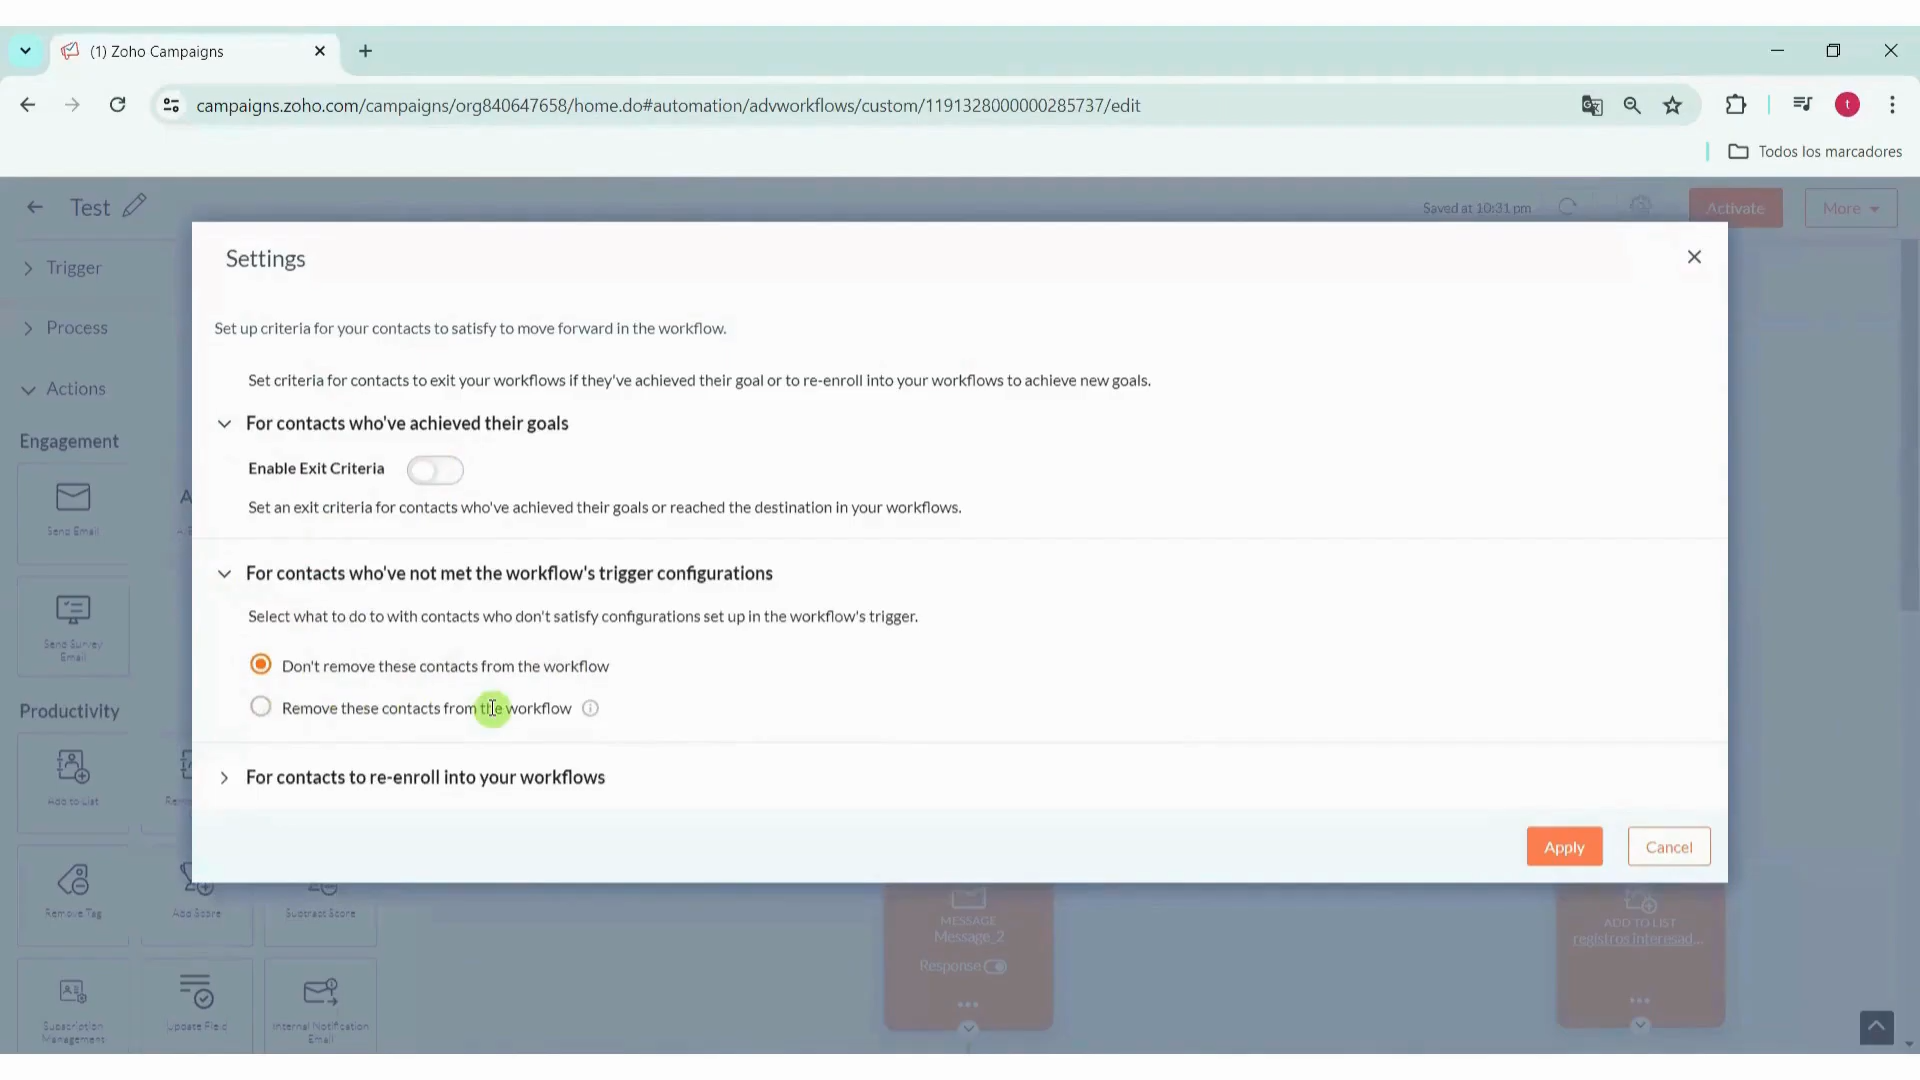 (1) Zoho Campaigns
campaigns.zoho.com/campaigns/org840647658/home.do#automation/advworkflows/custom/1191328000000285737/edit
t
Todos los marcadores
Test
Saved at 10:31 pm
Activate
More
Settings
Trigger
Set up criteria for your contacts to satisfy to move forward in the workflow.
Process
Set criteria for contacts to exit your workflows if they've achieved their goal or to re-enroll into your workflows to achieve new goals.
Actions
For contacts who've achieved their goals
Engagement
Enable Exit Criteria
Set an exit criteria for contacts who've achieved their goals or reached the destination in your workflows.
Send Email
For contacts who've not met the workflow's trigger configurations
Select what to do to with contacts who don't satisfy configurations set up in the workflow's trigger.
Send Survey
Email
Don't remove these contacts from the workflow
Remove these contacts from the workflow
Productivity
For contacts to re-enroll into your workflows
Add to List
Apply
Cancel
Remove Tag
Add Score
Subtract Score
MESSAGE
Message_2
Response
ADD TO LIST
registros interesad...
Subscription
Management
Update Field
Internal Notification
Email